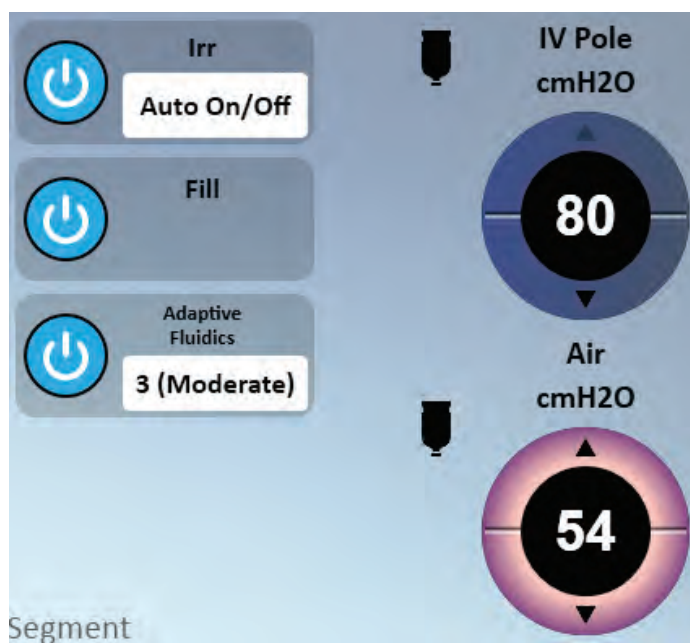 Irr
Auto On/Off
Fill
Adaptive
Fluidics
3 (Moderate)
IV Pole
cmH2O
80
Air
cmH2O
54
Segment